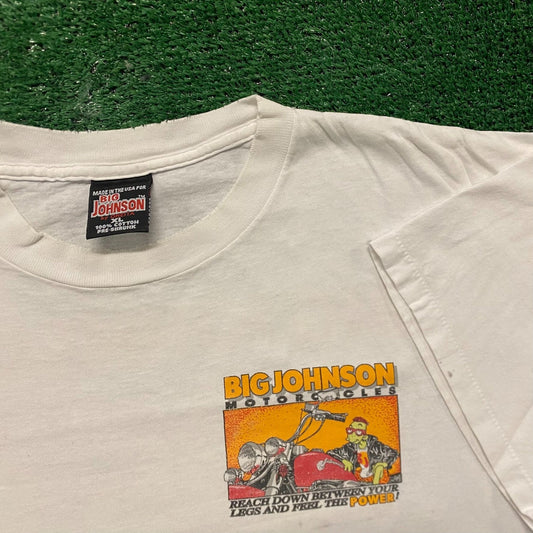 MADE IN THE USA FOR
BIG
JOHNSON
TM
XL
100% COTTON
PRE-SHRUNK
BIG JOHNSON
MOTORCYCLES
REACH DOWN BETWEEN YOUR
LEGS AND FEEL THE POWER!